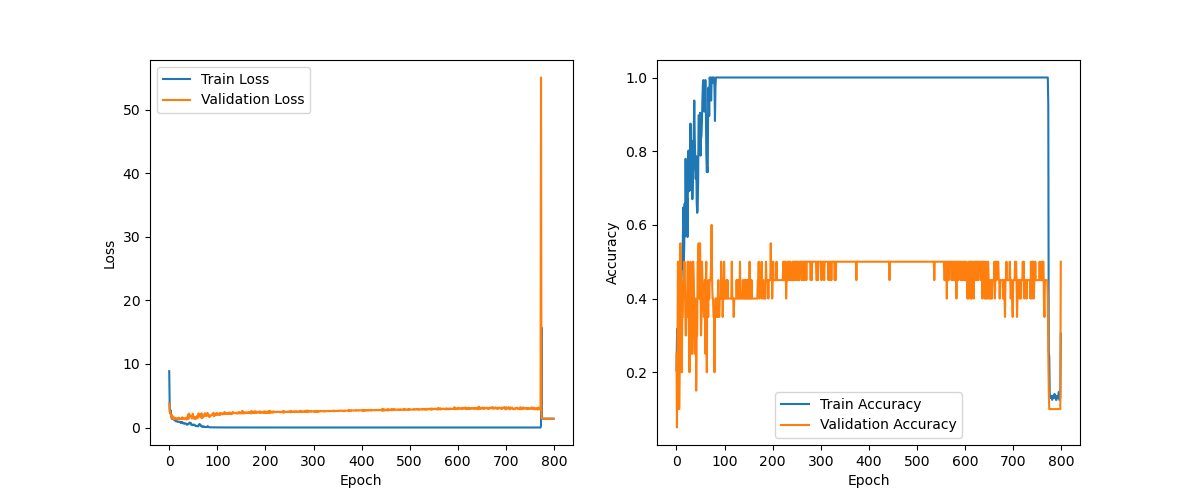 Train Loss
Validation Loss
50
40
30
20
10
0
Loss
0 100 200 300 400 500 600 700 800
Epoch
1.0
0.8
0.6
0.4
0.2
Accuracy
Train Accuracy
Validation Accuracy
0 100 200 300 400 500 600 700 800
Epoch